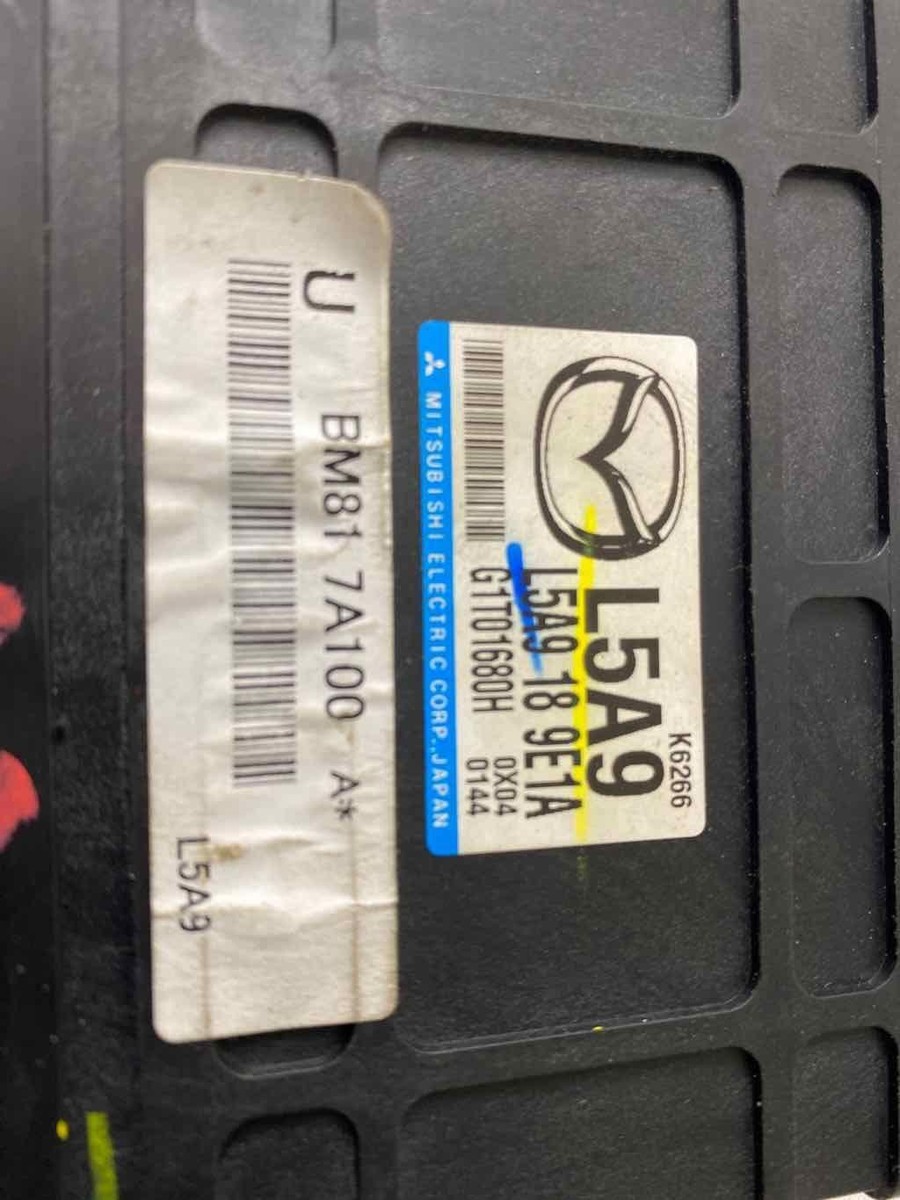 K6266
L5A9
L5A9 18 9E1A
0X04
G1T01680H 0144
MITSUBISHI ELECTRIC CORP.,JAPAN
U BM81 7A100 A*
L5A9